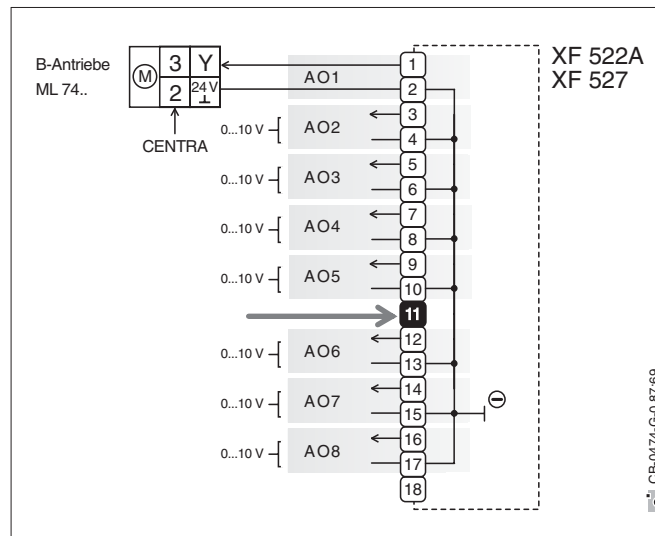 B-Antriebe
ML 74..
M
3 Y
2 24 V
CENTRA
XF 522A
XF 527
AO1
1
2
0...10 V AO2
3
4
0...10 V AO3
5
6
0...10 V AO4
7
8
0...10 V AO5
9
10
11
0...10 V AO6
12
13
0...10 V AO7
14
15
0...10 V AO8
16
17
18
CB-0474-G-0 87:69